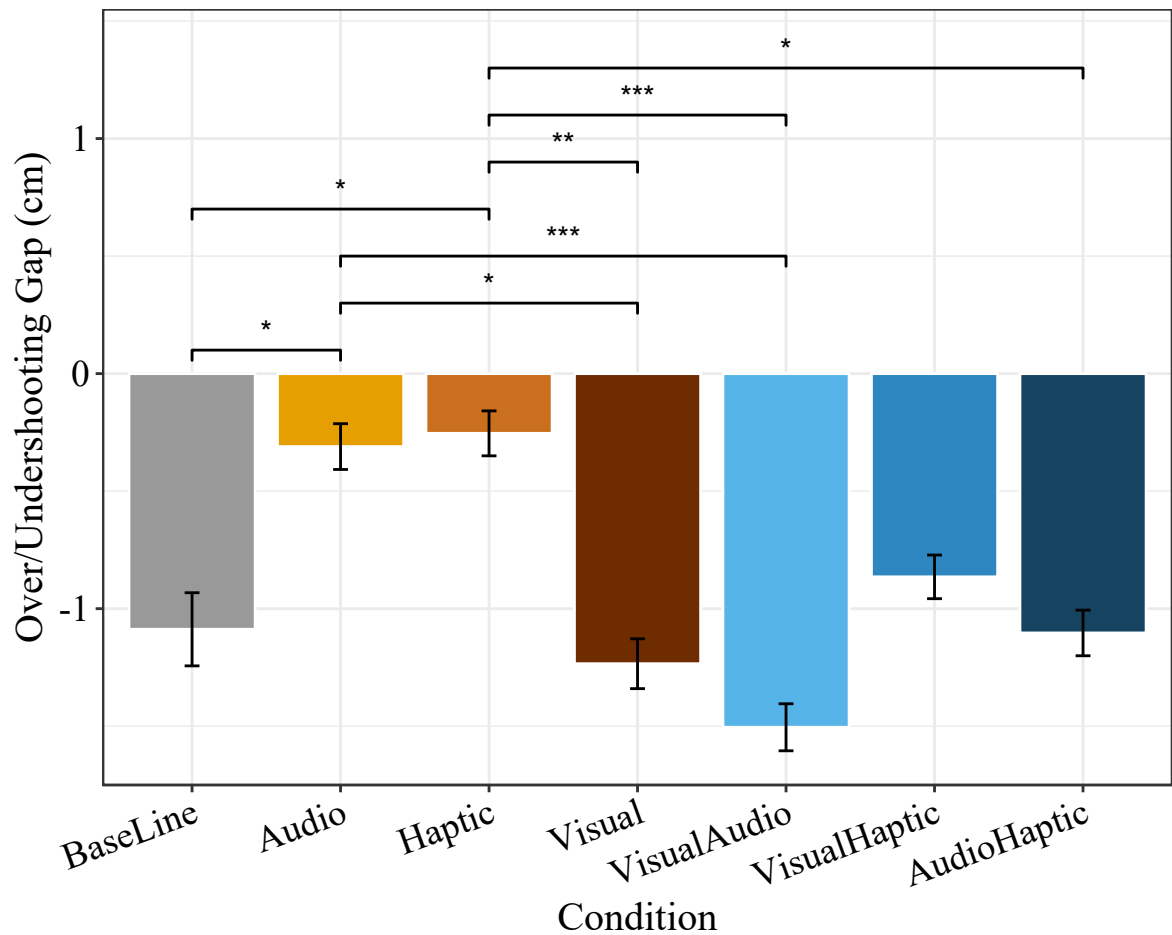 *
***
**
*
***
*
*
1
0
-1
Over/Undershooting Gap (cm)
BaseLine
Audio
Haptic
Visual
VisualAudio
VisualHaptic
AudioHaptic
Condition